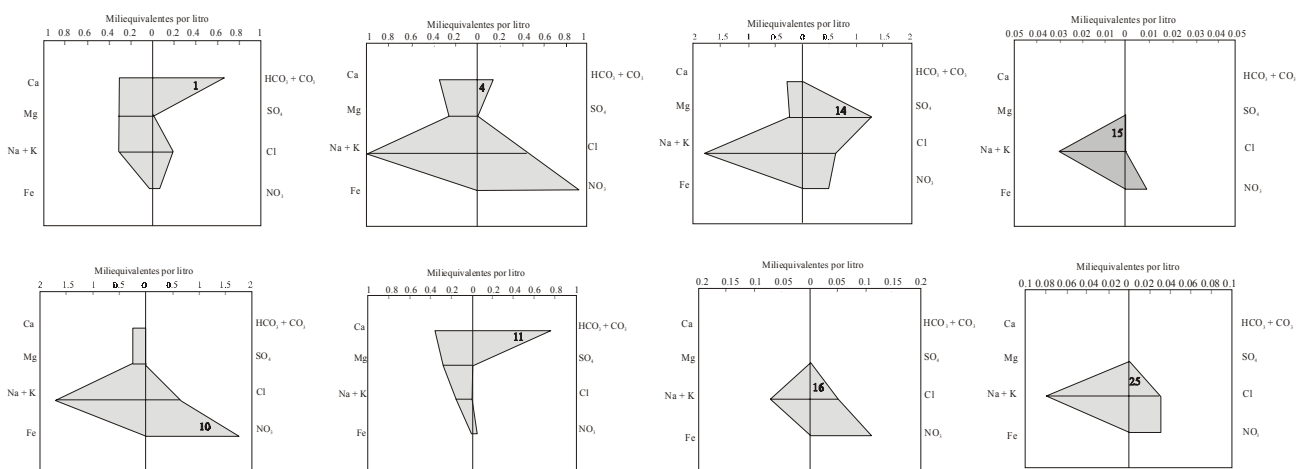 Miliequivalentes por litro
1 0.8 0.6 0.4 0.2 0 0.2 0.4 0.6 0.8 1
Ca HCO₃ + CO₃
1
Mg SO₄
Na + K Cl
Fe NO₃
Miliequivalentes por litro
1 0.8 0.6 0.4 0.2 0 0.2 0.4 0.6 0.8 1
Ca HCO₃ + CO₃
4
Mg SO₄
Na + K Cl
Fe NO₃
Miliequivalentes por litro
2 1.5 1 0.5 0 0.5 1 1.5 2
Ca HCO₃ + CO₃
Mg SO₄
14
Na + K Cl
Fe NO₃
Miliequivalentes por litro
0.05 0.04 0.03 0.02 0.01 0 0.01 0.02 0.03 0.04 0.05
Ca HCO₃ + CO₃
Mg SO₄
15
Na + K Cl
Fe NO₃
Miliequivalentes por litro
2 1.5 1 0.5 0 0.5 1 1.5 2
Ca HCO₃ + CO₃
Mg SO₄
Na + K Cl
10
Fe NO₃
Miliequivalentes por litro
1 0.8 0.6 0.4 0.2 0 0.2 0.4 0.6 0.8 1
Ca HCO₃ + CO₃
11
Mg SO₄
Na + K Cl
Fe NO₃
Miliequivalentes por litro
0.2 0.15 0.1 0.05 0 0.05 0.1 0.15 0.2
Ca HCO₃ + CO₃
Mg SO₄
16
Na + K Cl
Fe NO₃
Miliequivalentes por litro
0.1 0.08 0.06 0.04 0.02 0 0.02 0.04 0.06 0.08 0.1
Ca HCO₃ + CO₃
Mg SO₄
25
Na + K Cl
Fe NO₃